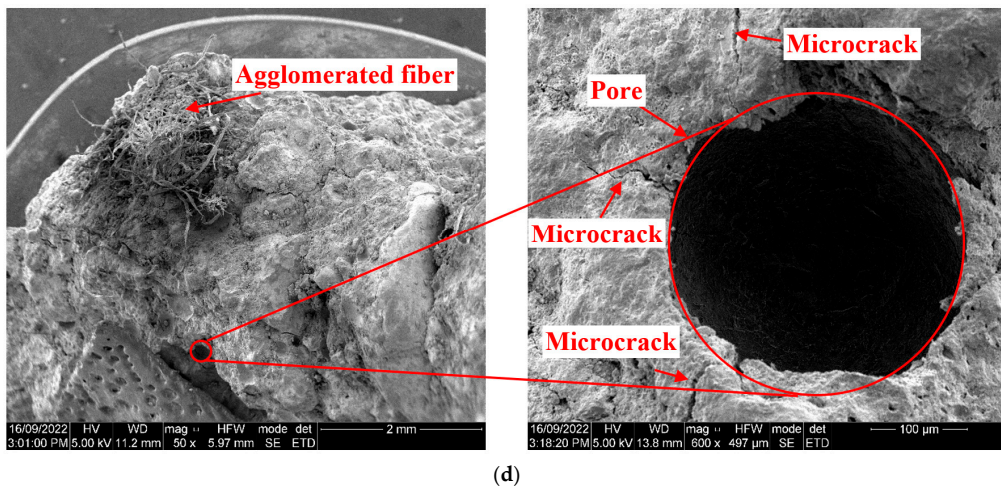 Agglomerated fiber
16/09/2022 HV WD mag HFW mode det
3:01:00 PM 5.00 kV 11.2 mm 50 x 5.97 mm SE ETD
2 mm
Microcrack
Pore
Microcrack
Microcrack
16/09/2022 HV WD mag HFW mode det
3:18:20 PM 5.00 kV 13.8 mm 600 x 497 µm SE ETD
100 µm
(d)